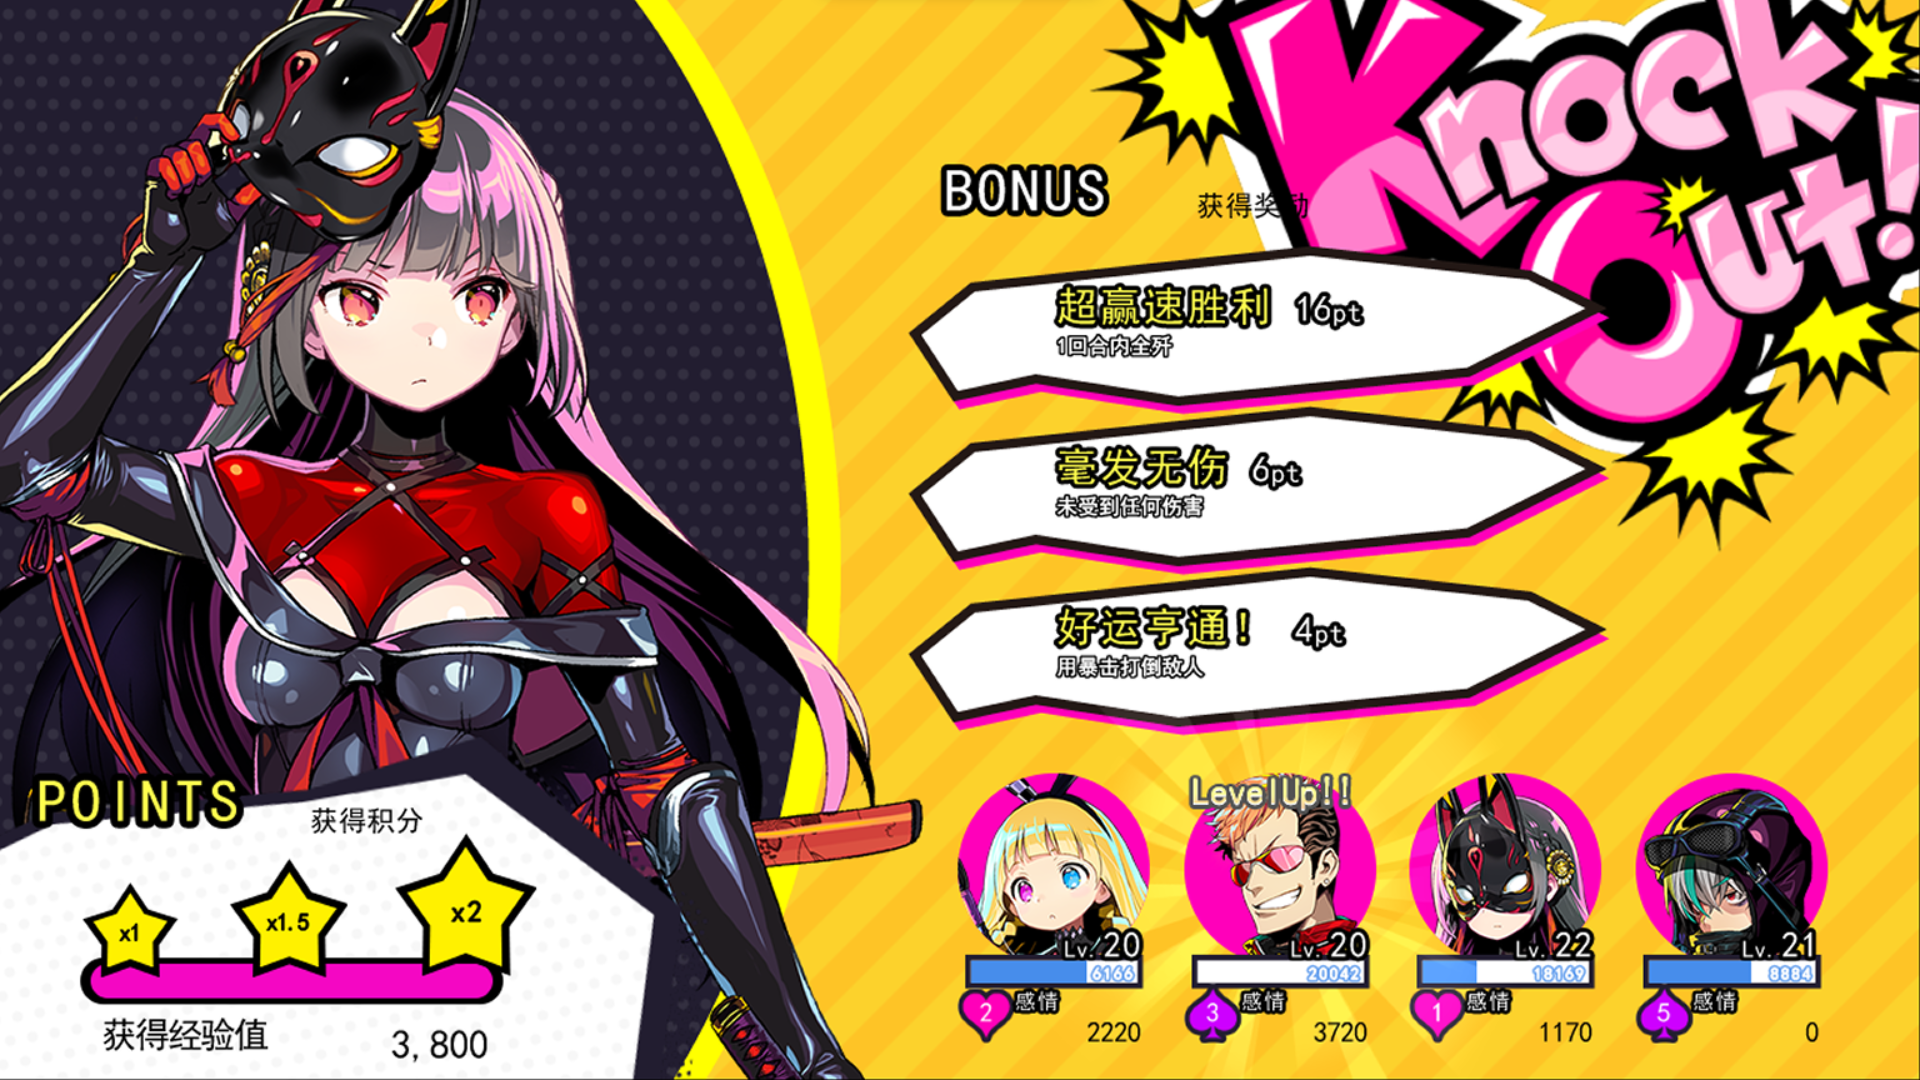 Knock
Out!
BONUS 获得奖励
超赢速胜利 16pt
1回合内全歼
毫发无伤 6pt
未受到任何伤害
好运亨通! 4pt
用暴击打倒敌人
POINTS 获得积分
x1 x1.5 x2
获得经验值 3,800
LevelUp!!
Lv.20 Lv.20 Lv.22 Lv.21
6166 20042 18169 8884
2 感情 3 感情 1 感情 5 感情
2220 3720 1170 0